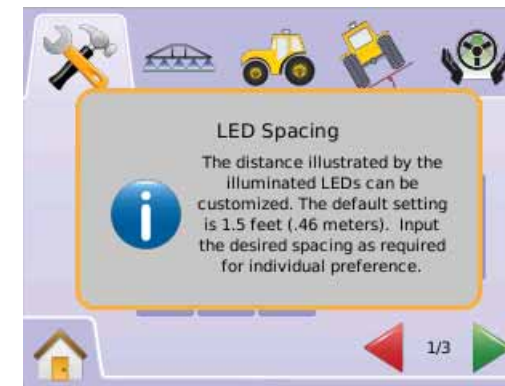 LED Spacing
The distance illustrated by the
illuminated LEDs can be
customized. The default setting
is 1.5 feet (.46 meters). Input
the desired spacing as required
for individual preference.
1/3